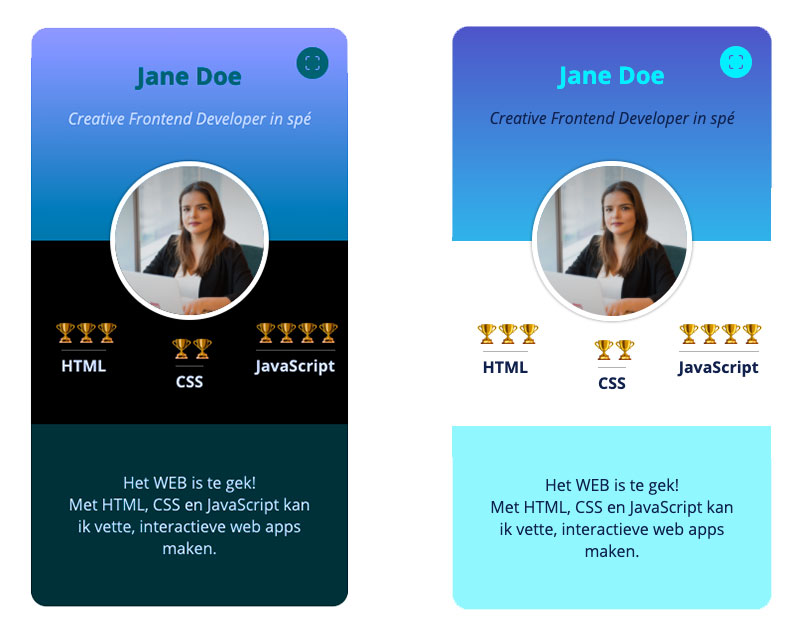 Jane Doe
Creative Frontend Developer in spé
HTML
CSS
JavaScript
Het WEB is te gek!
Met HTML, CSS en JavaScript kan
ik vette, interactieve web apps
maken.
Jane Doe
Creative Frontend Developer in spé
HTML
CSS
JavaScript
Het WEB is te gek!
Met HTML, CSS en JavaScript kan
ik vette, interactieve web apps
maken.